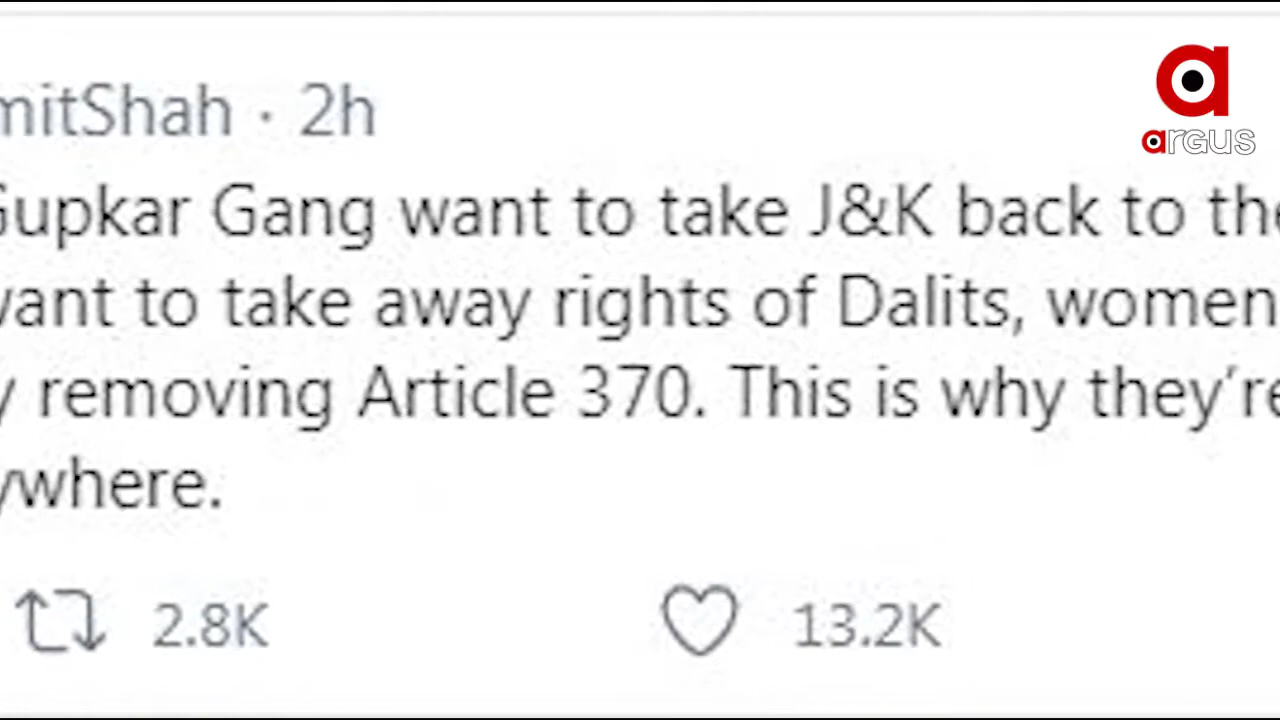 mitShah · 2h
argus
Gupkar Gang want to take J&K back to the
want to take away rights of Dalits, women
y removing Article 370. This is why they're
ywhere.
2.8K 13.2K